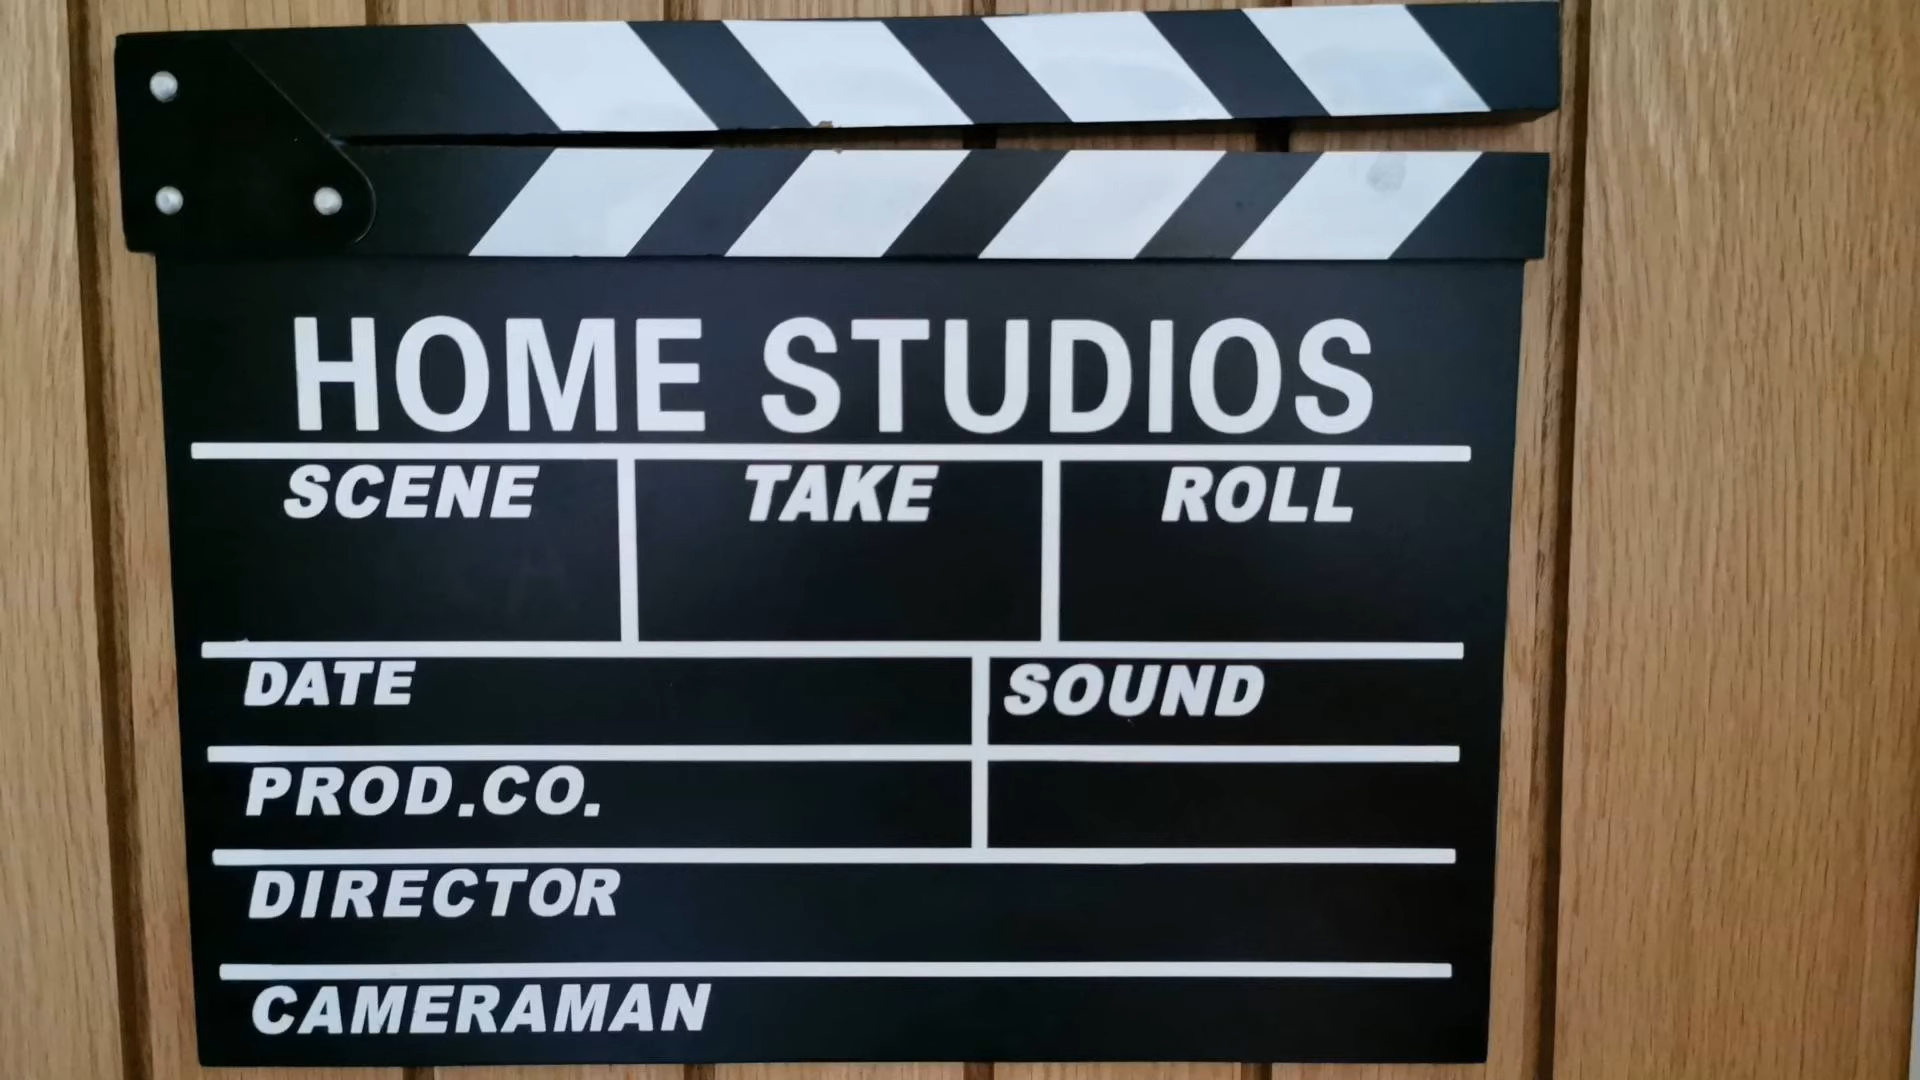 HOME STUDIOS
SCENE TAKE ROLL
DATE SOUND
PROD.CO.
DIRECTOR
CAMERAMAN